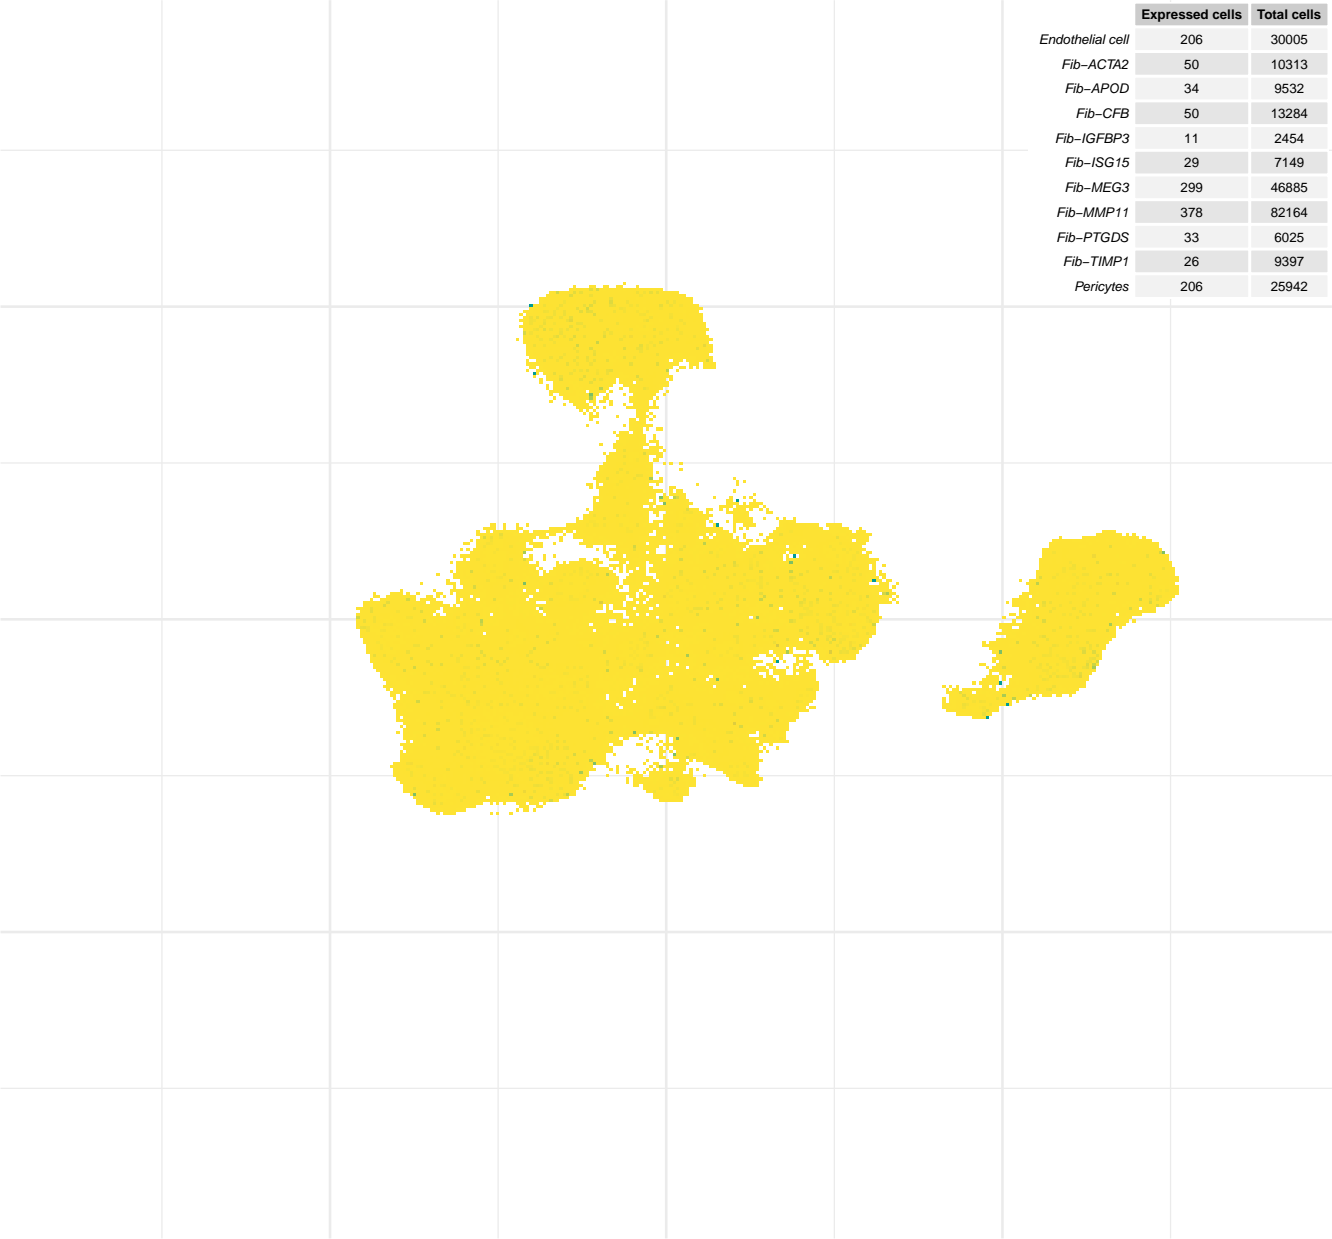 Expressed cells Total cells
Endothelial cell 206 30005
Fib−ACTA2 50 10313
Fib−APOD 34 9532
Fib−CFB 50 13284
Fib−IGFBP3 11 2454
Fib−ISG15 29 7149
Fib−MEG3 299 46885
Fib−MMP11 378 82164
Fib−PTGDS 33 6025
Fib−TIMP1 26 9397
Pericytes 206 25942